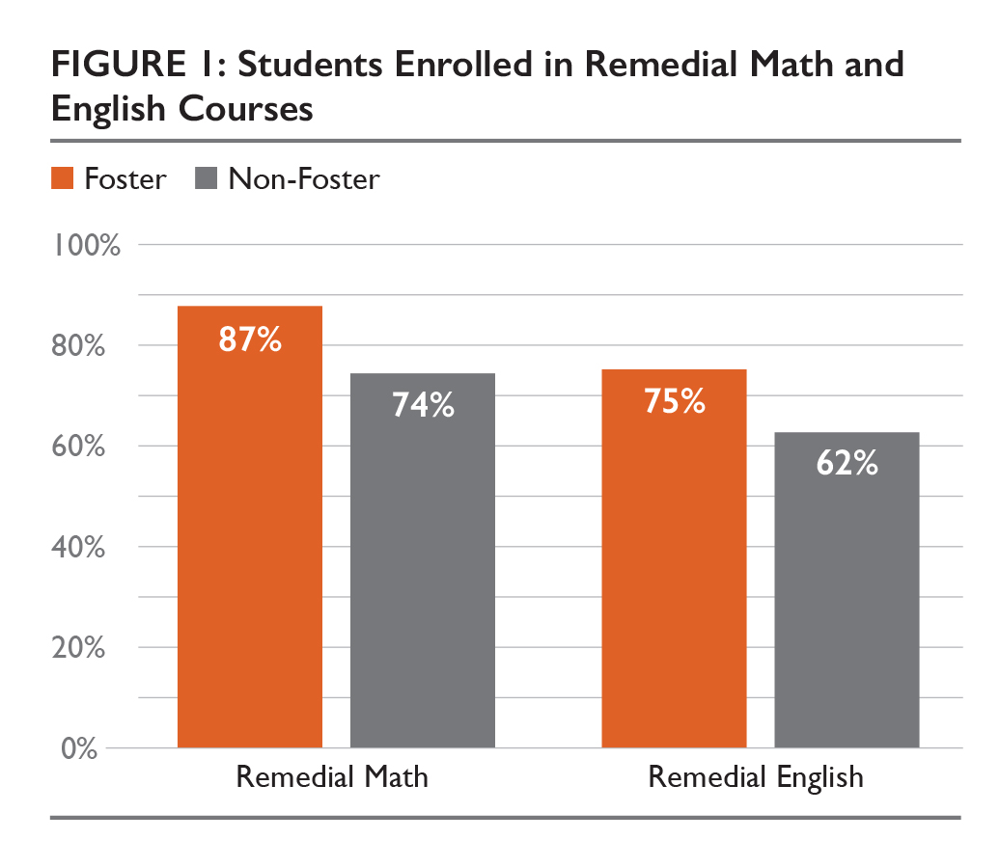 FIGURE 1: Students Enrolled in Remedial Math and
English Courses
Foster Non-Foster
100%
80%
60%
40%
20%
0%
87%
74%
75%
62%
Remedial Math Remedial English